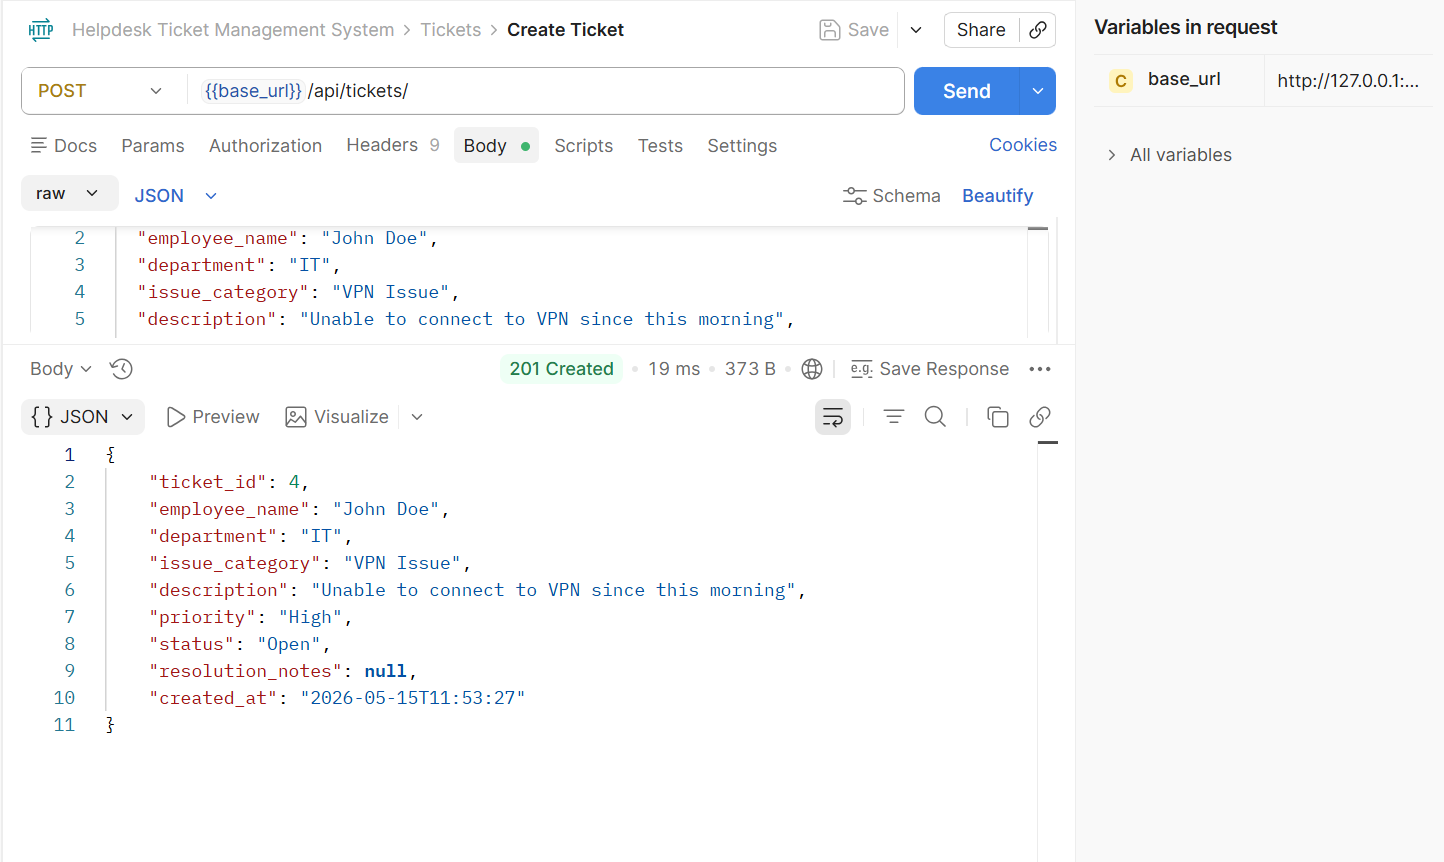 HTTP Helpdesk Ticket Management System > Tickets > Create Ticket Save Share
Variables in request
POST {{base_url}} /api/tickets/ Send
C base_url http://127.0.0.1:...
Docs Params Authorization Headers 9 Body Scripts Tests Settings Cookies
All variables
raw JSON Schema Beautify
2 "employee_name": "John Doe",
3 "department": "IT",
4 "issue_category": "VPN Issue",
5 "description": "Unable to connect to VPN since this morning",
Body 201 Created • 19 ms • 373 B • e.g. Save Response
{} JSON Preview Visualize
1 {
2 "ticket_id": 4,
3 "employee_name": "John Doe",
4 "department": "IT",
5 "issue_category": "VPN Issue",
6 "description": "Unable to connect to VPN since this morning",
7 "priority": "High",
8 "status": "Open",
9 "resolution_notes": null,
10 "created_at": "2026-05-15T11:53:27"
11 }